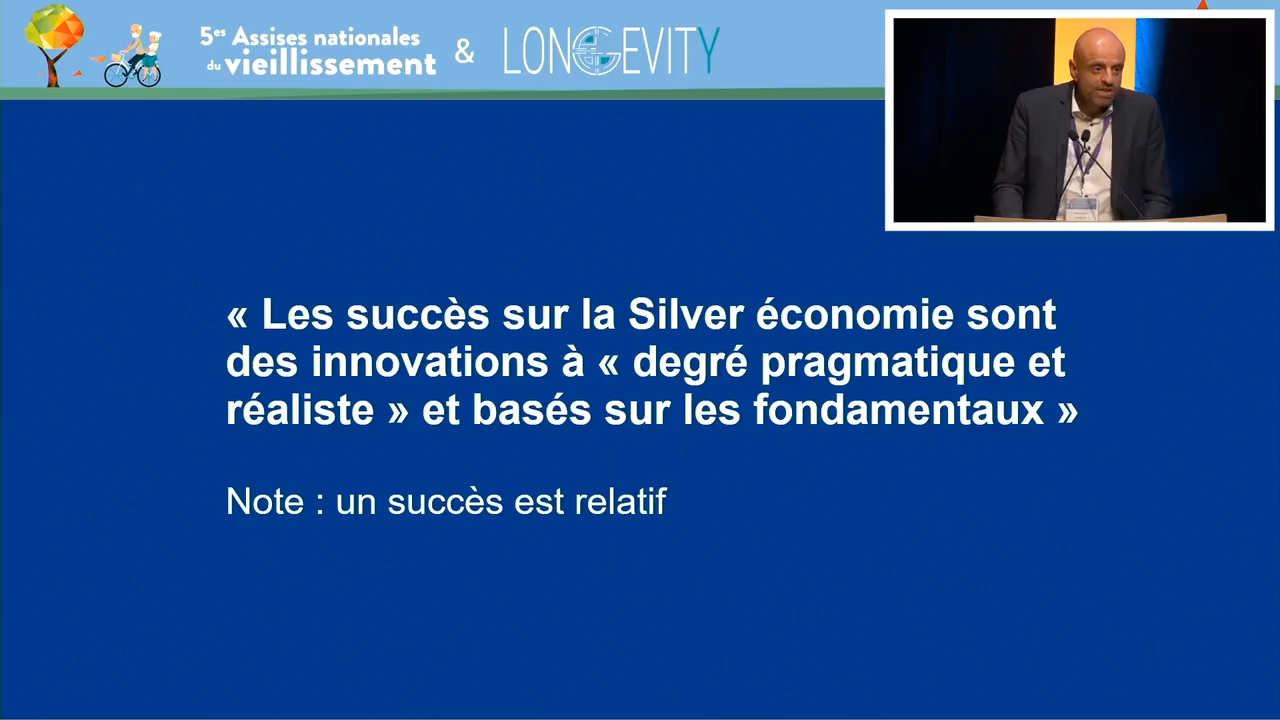 5es Assises nationales
du vieillissement & LONGEVITY
« Les succès sur la Silver économie sont
des innovations à « degré pragmatique et
réaliste » et basés sur les fondamentaux »
Note : un succès est relatif